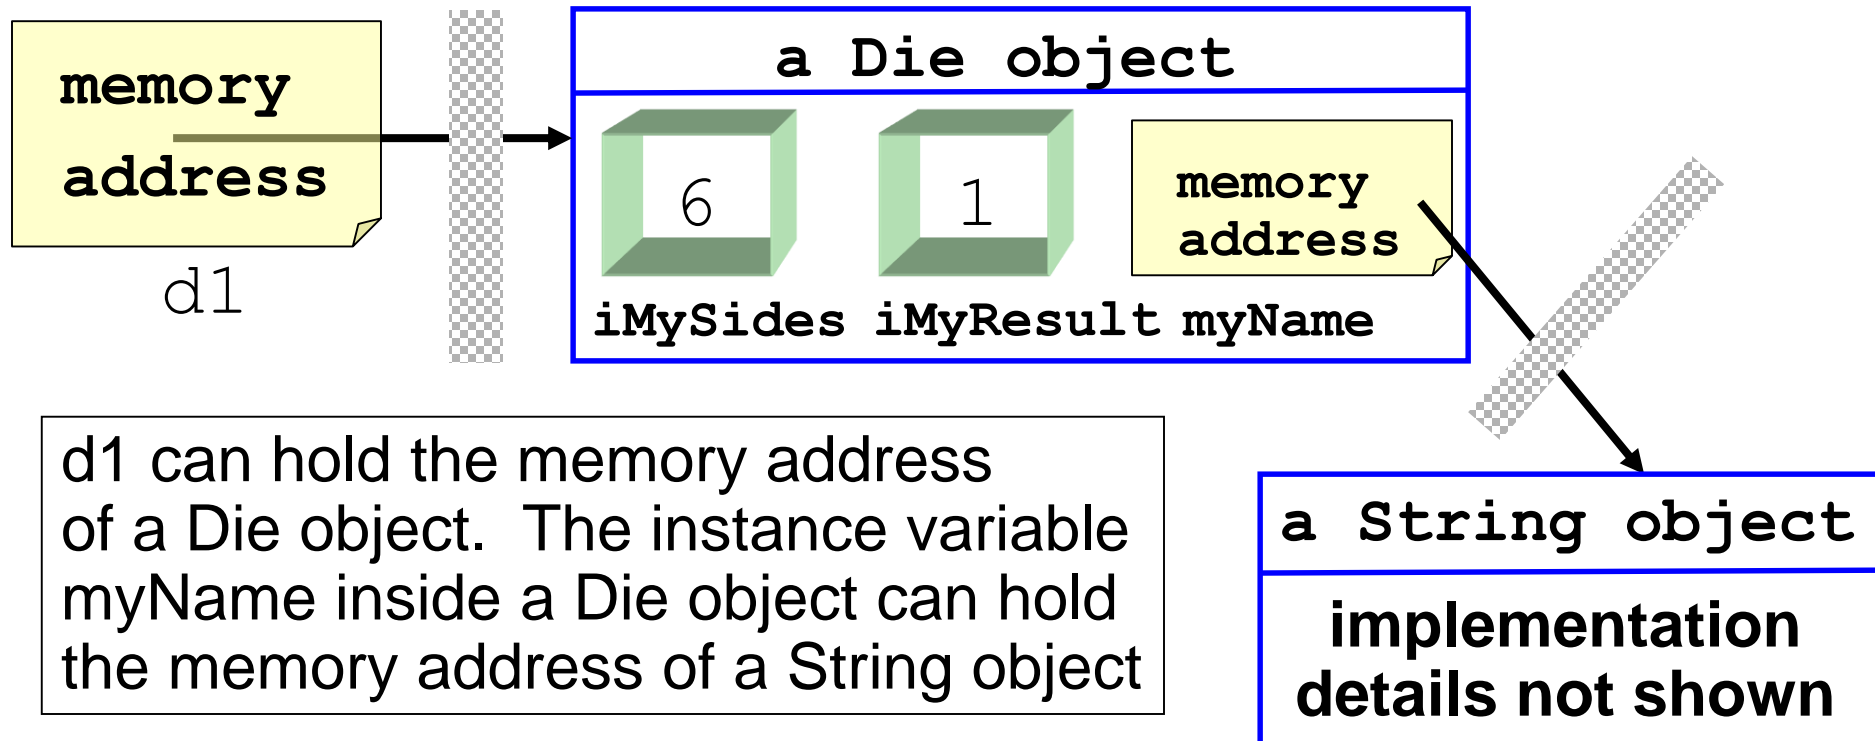 memory
address
d1
a Die object
6
1
memory
address
iMySides iMyResult myName
d1 can hold the memory address
of a Die object.  The instance variable
myName inside a Die object can hold
the memory address of a String object
a String object
implementation
details not shown